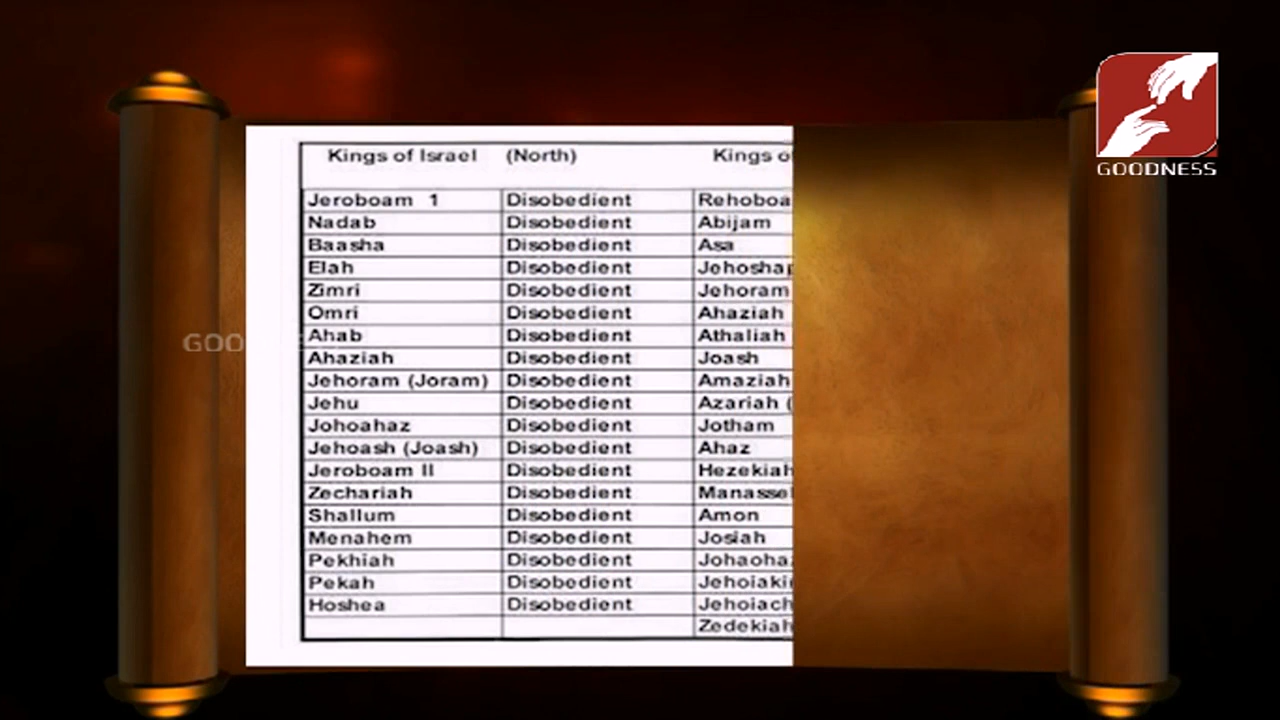 Kings of Israel (North) Kings o
Jeroboam 1 Disobedient Rehoboa
Nadab Disobedient Abijam
Baasha Disobedient Asa
Elah Disobedient Jehoshap
Zimri Disobedient Jehoram
Omri Disobedient Ahaziah
Ahab Disobedient Athaliah
Ahaziah Disobedient Joash
Jehoram (Joram) Disobedient Amaziah
Jehu Disobedient Azariah (
Johoahaz Disobedient Jotham
Jehoash (Joash) Disobedient Ahaz
Jeroboam II Disobedient Hezekiah
Zechariah Disobedient Manasse
Shallum Disobedient Amon
Menahem Disobedient Josiah
Pekhiah Disobedient Johaoha
Pekah Disobedient Jehoiaki
Hoshea Disobedient Jehoiach
Zedekiah
GOODNESS
GOO